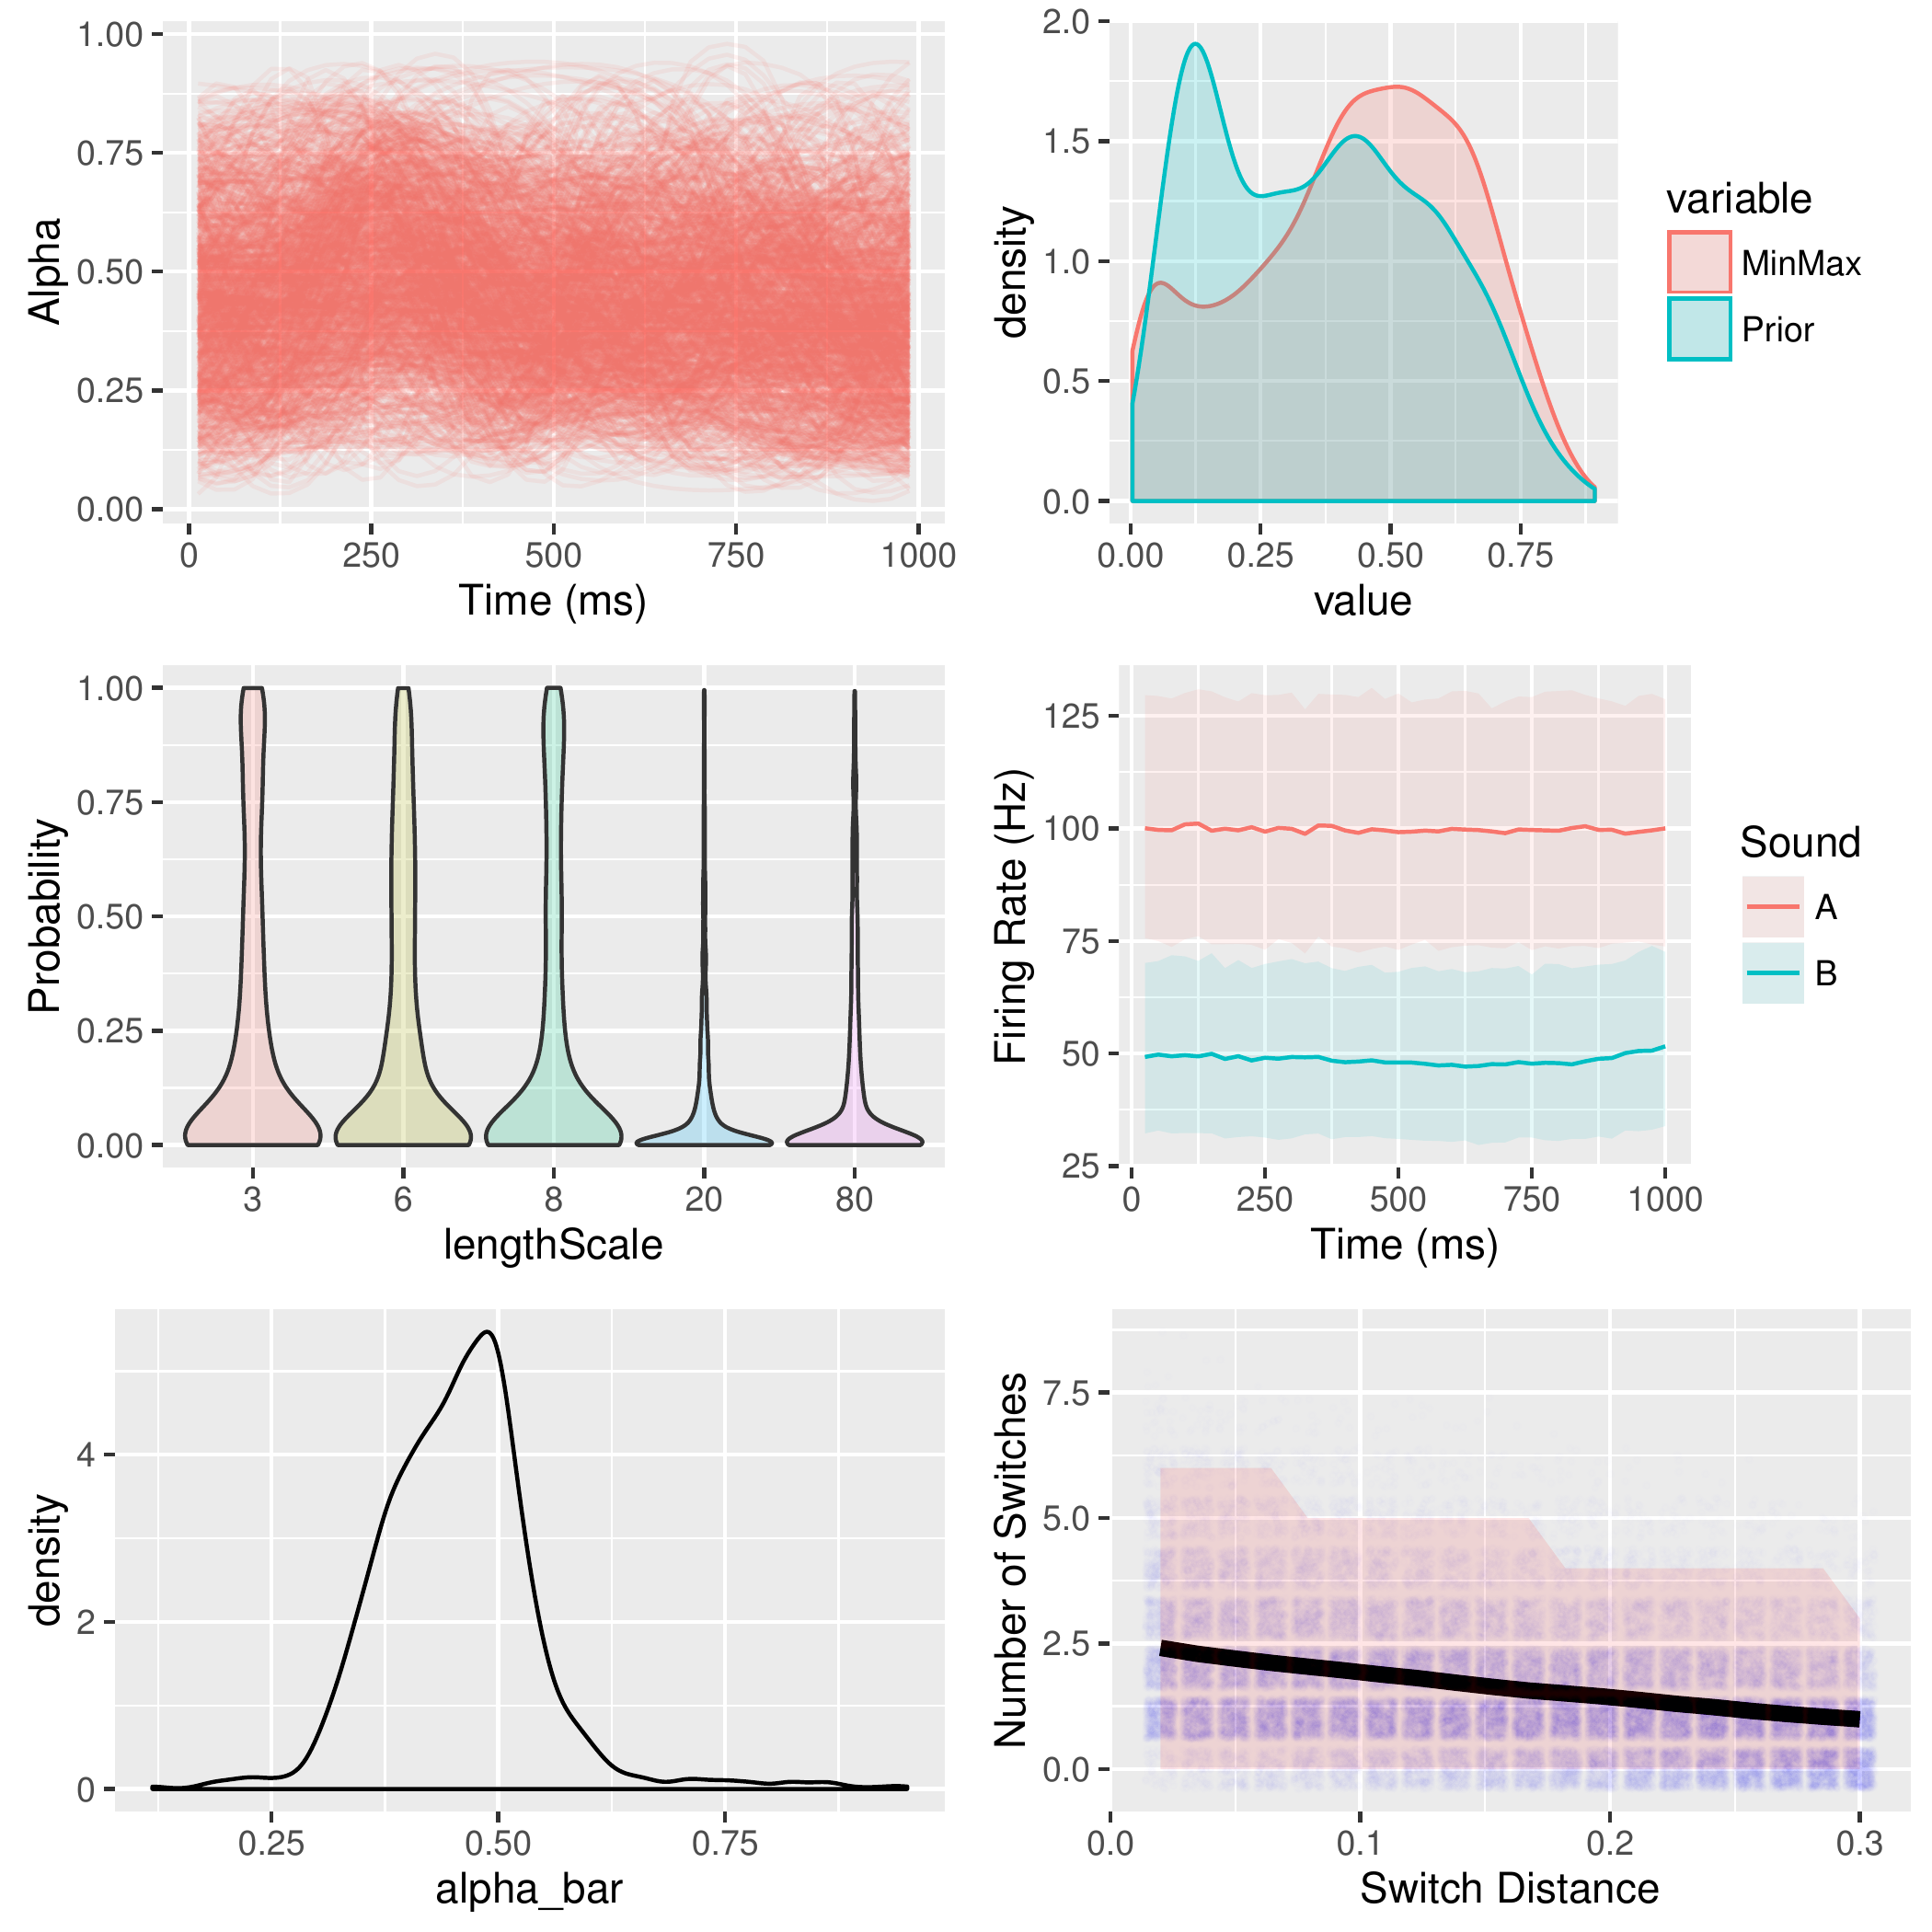 1.00
0.75
0.50
0.25
0.00
Alpha
0 250 500 750 1000
Time (ms)
2.0
1.5
1.0
0.5
0.0
density
0.00 0.25 0.50 0.75
value
variable
MinMax
Prior
1.00
0.75
0.50
0.25
0.00
Probability
3 6 8 20 80
lengthScale
125
100
75
50
25
Firing Rate (Hz)
0 250 500 750 1000
Time (ms)
Sound
A
B
4
2
0
density
0.25 0.50 0.75
alpha_bar
7.5
5.0
2.5
0.0
Number of Switches
0.0 0.1 0.2 0.3
Switch Distance